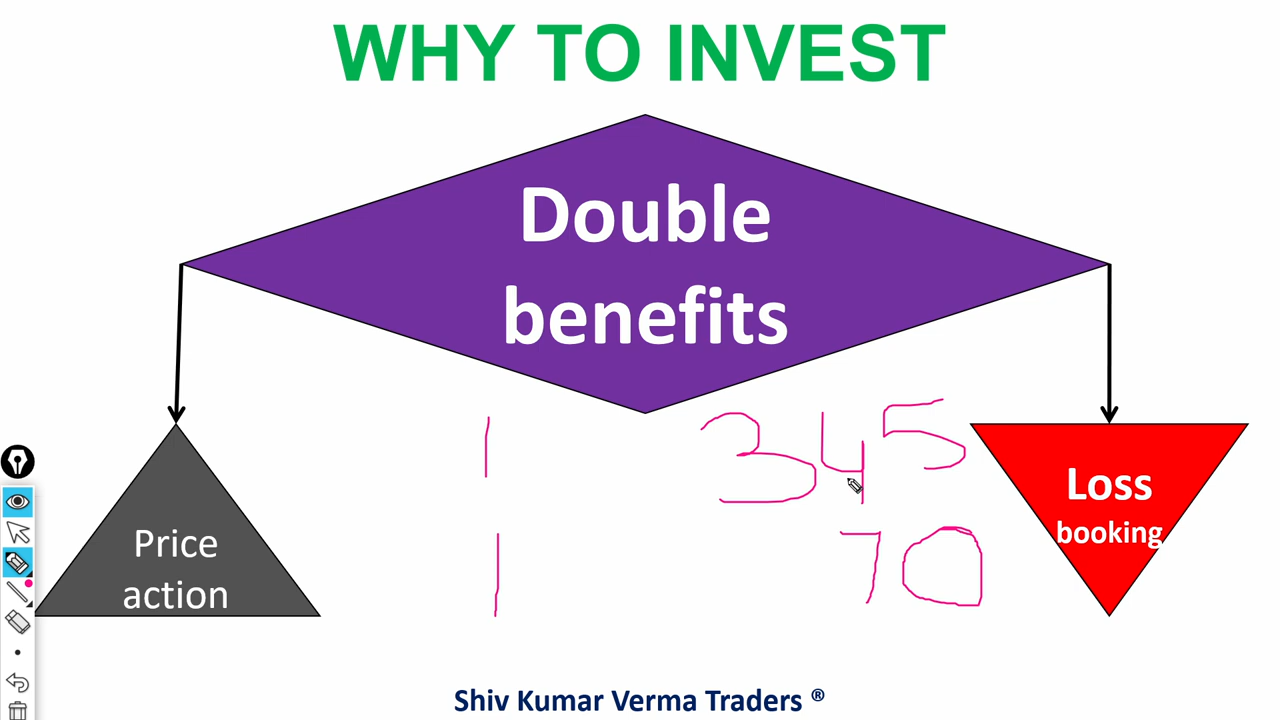 WHY TO INVEST
Double
benefits
1 345
Price
action
Loss
booking
1 70
Shiv Kumar Verma Traders ®